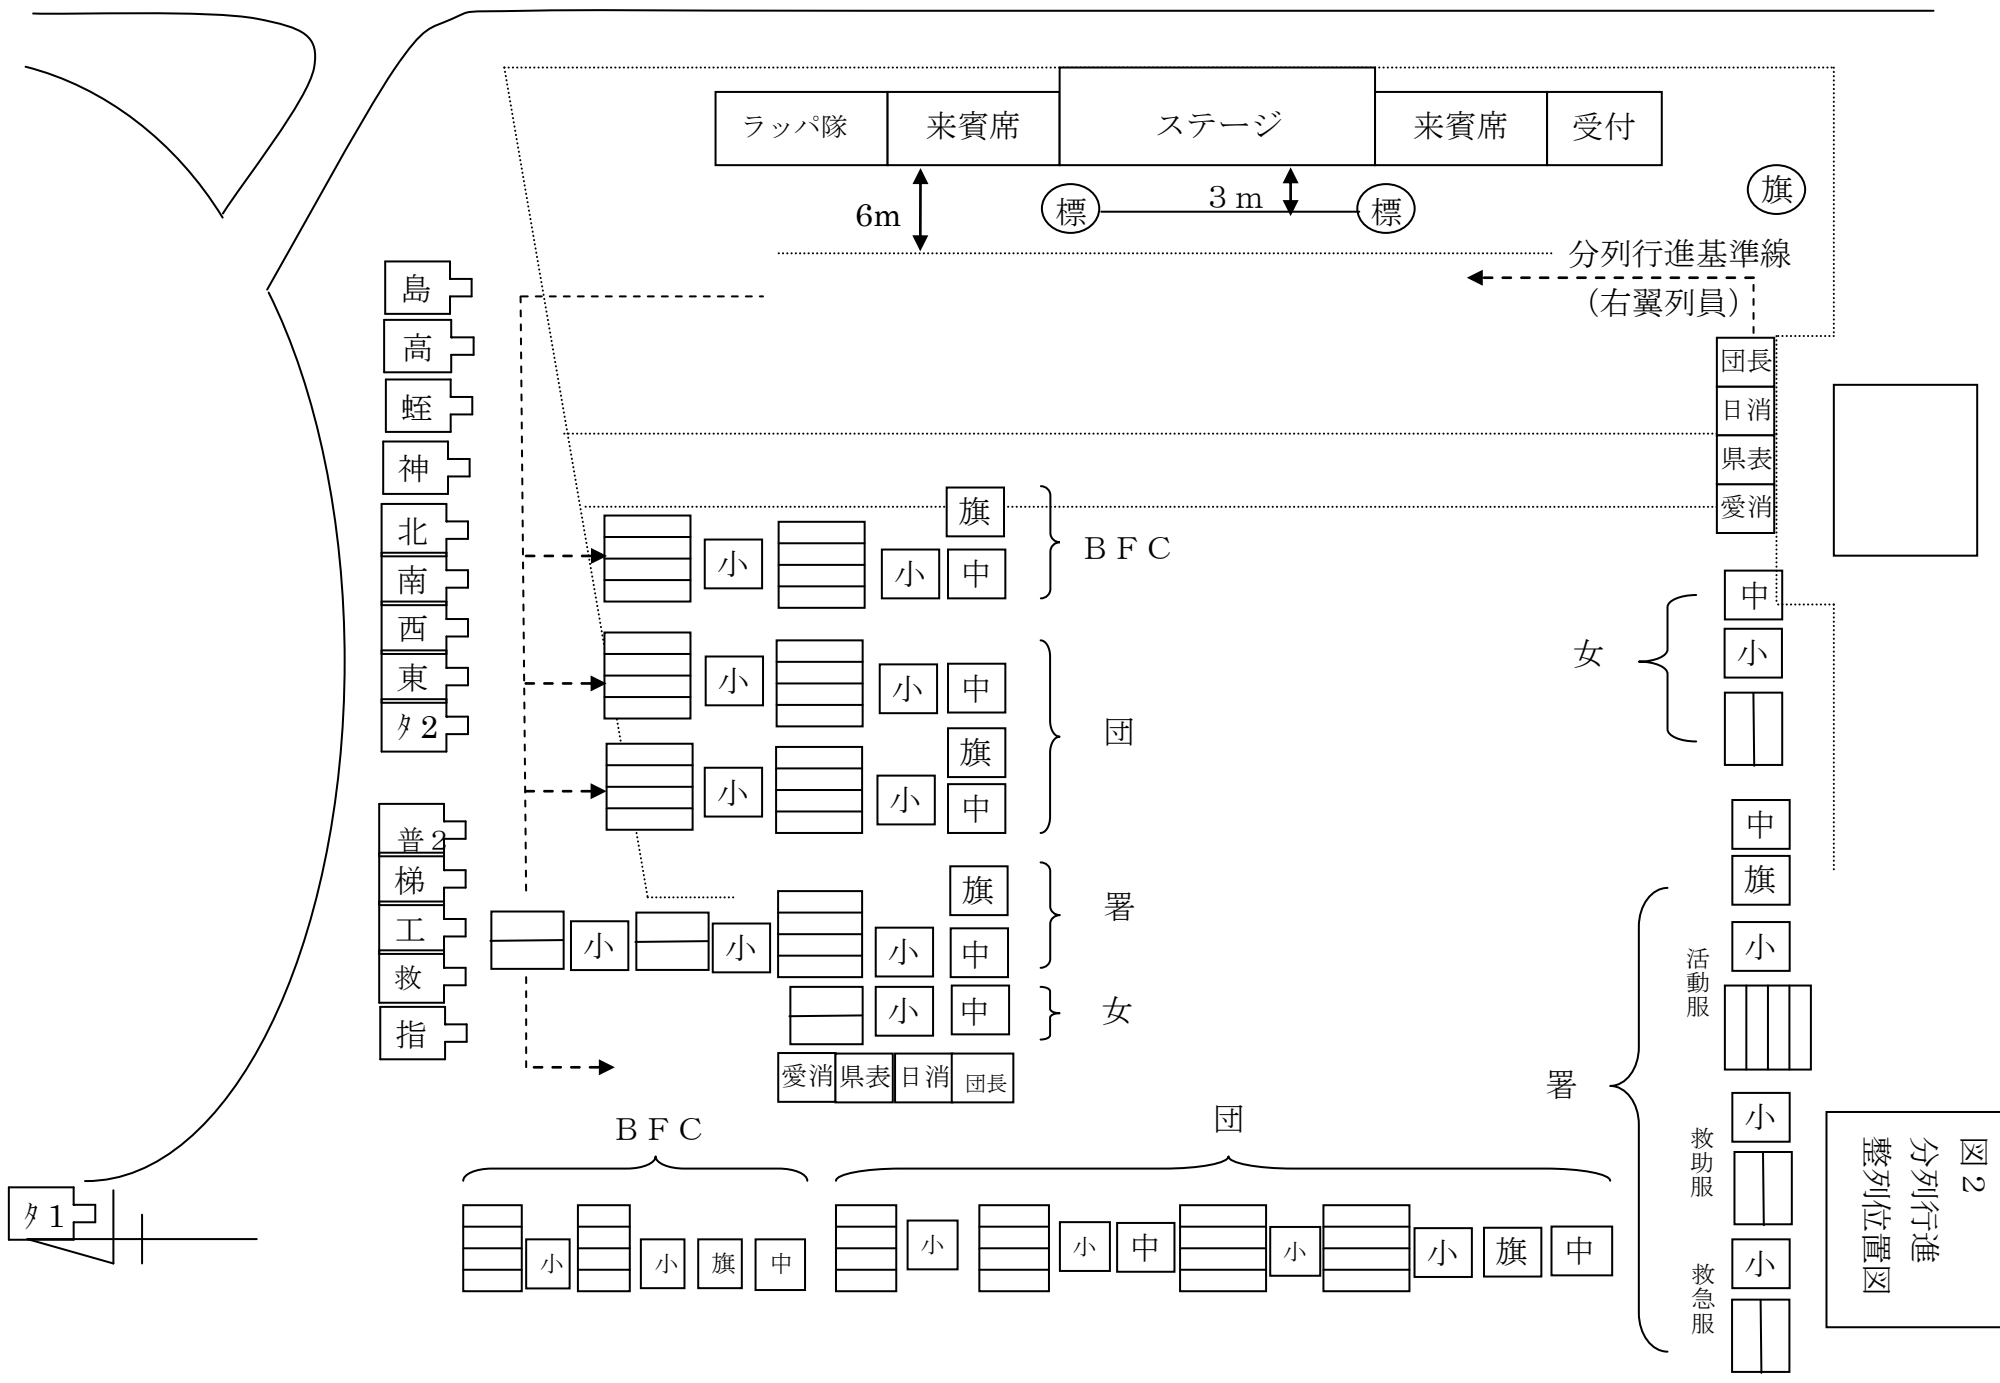 ラッパ隊
来賓席
ステージ
来賓席
受付
旗
6m
標
3ｍ
標
分列行進基準線
（右翼列員）
島
高
蛭
神
北
南
西
東
ﾀ2
普2
梯
工
救
指
ﾀ1
団長
日消
県表
愛消
旗
小
小
中
ＢＦＣ
小
小
中
旗
小
小
中
団
旗
小
小
小
中
署
小
中
女
愛消
県表
日消
団長
女
中
小
中
旗
小
活動服
署
小
救助服
小
救急服
ＢＦＣ
小
小
旗
中
団
小
小
中
小
小
旗
中
図2
分列行進
整列位置図